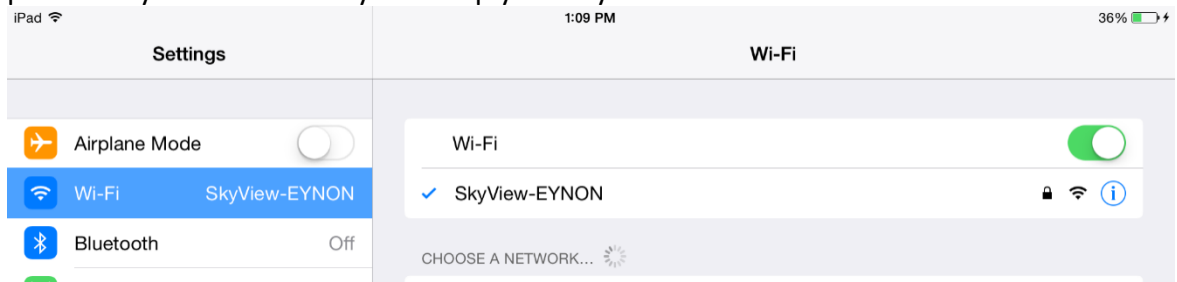 iPad 1:09 PM 36%
Settings Wi-Fi
Airplane Mode Wi-Fi
Wi-Fi SkyView-EYNON SkyView-EYNON
Bluetooth Off
CHOOSE A NETWORK...